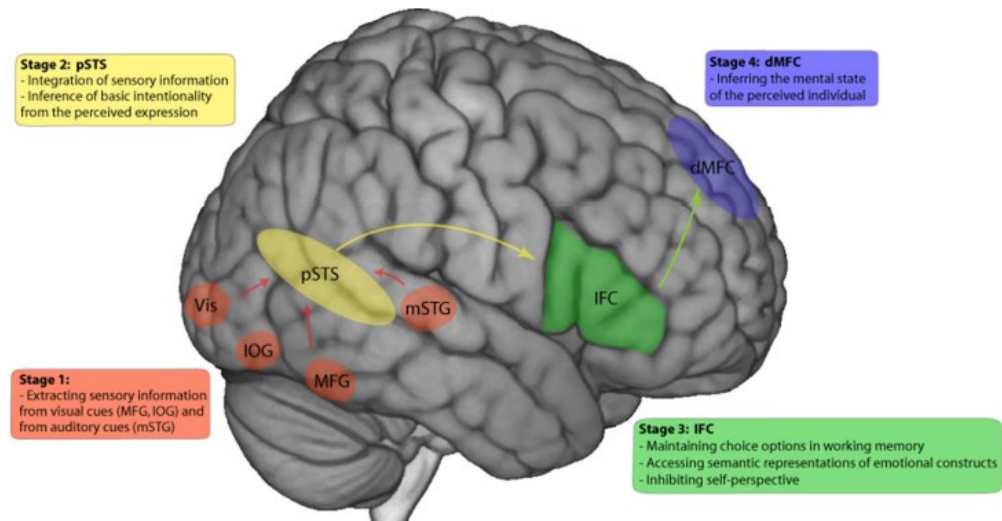 Stage 2: pSTS
- Integration of sensory information
- Inference of basic intentionality
from the perceived expression
Stage 4: dMFC
- Inferring the mental state
of the perceived individual
dMFC
pSTS
IFC
Vis
mSTG
IOG
MFG
Stage 1:
- Extracting sensory information
from visual cues (MFG, IOG) and
from auditory cues (mSTG)
Stage 3: IFC
- Maintaining choice options in working memory
- Accessing semantic representations of emotional constructs
- Inhibiting self-perspective